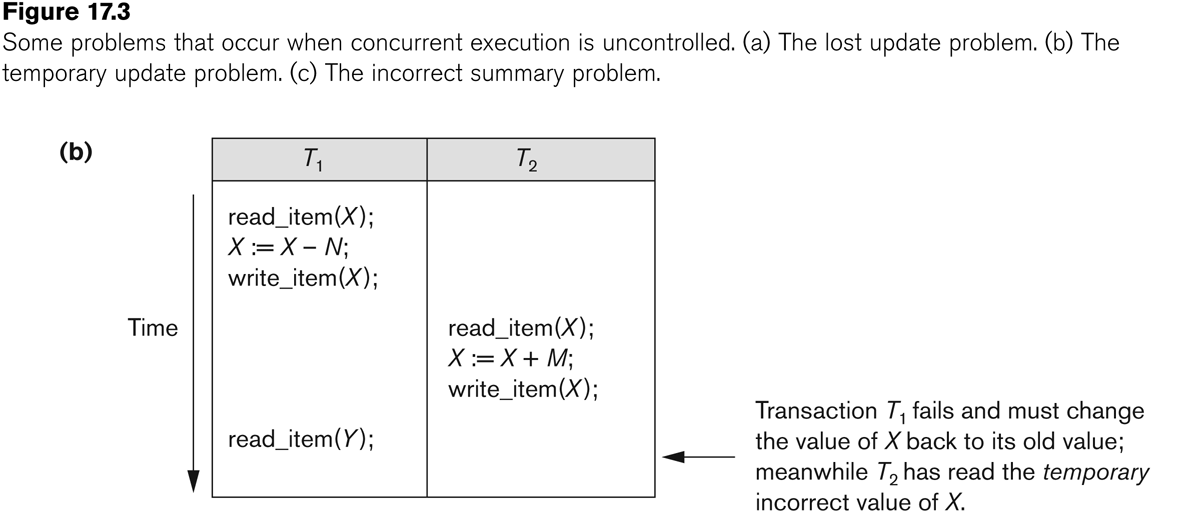 Figure 17.3
Some problems that occur when concurrent execution is uncontrolled. (a) The lost update problem. (b) The
temporary update problem. (c) The incorrect summary problem.
(b)
T1
T2
read_item(X);
X := X – N;
write_item(X);
Time
read_item(X);
X := X + M;
write_item(X);
read_item(Y);
Transaction T1 fails and must change
the value of X back to its old value;
meanwhile T2 has read the temporary
incorrect value of X.